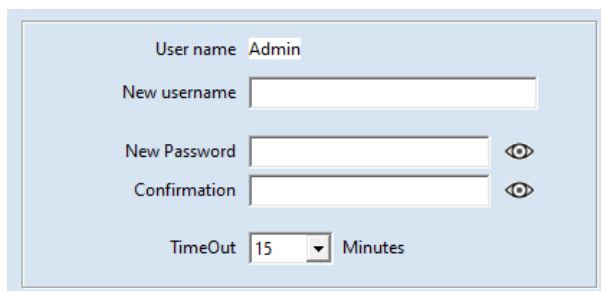 User name Admin
New username
New Password
Confirmation
TimeOut 15 Minutes